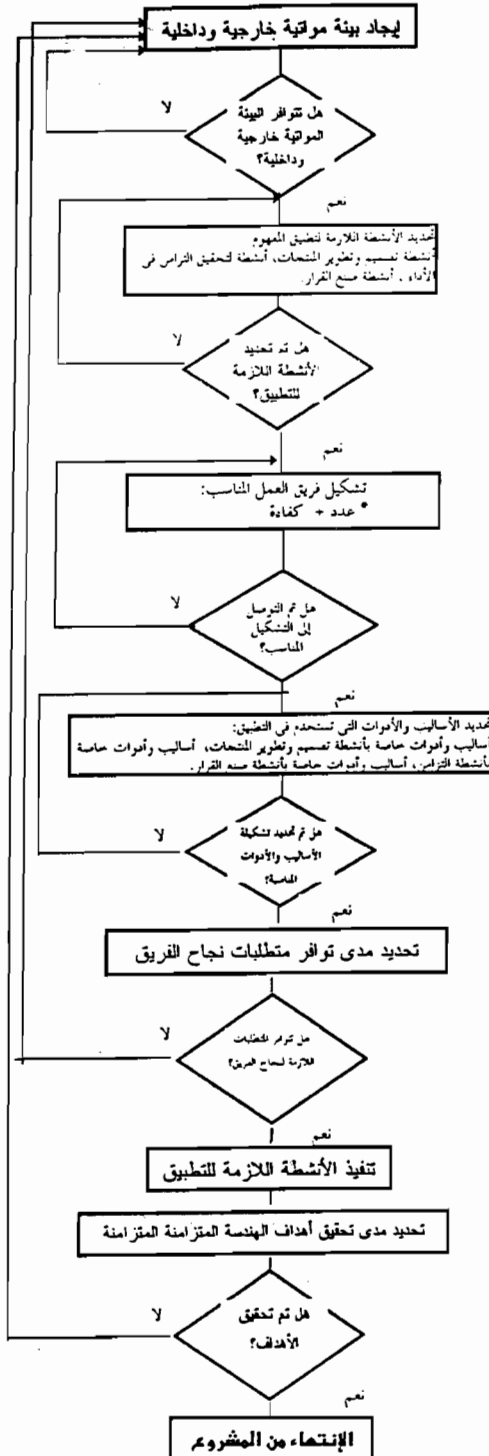 إيجاد بيئة مواتية خارجية وداخلية
هل تتوافر البيئة
المواتية خارجية
وداخلية؟
لا
نعم
تحديد الأنشطة اللازمة لتطبيق المفهوم
أنشطة تصميم وتطوير المنتجات، أنشطة لتحقيق التزامن فى
الأداء، أنشطة صنع القرار.
هل تم تحديد
الأنشطة اللازمة
للتطبيق؟
لا
نعم
تشكيل فريق العمل المناسب:
* عدد + كفاءة
هل تم التوصل
إلى التشكيل
المناسب؟
لا
نعم
تحديد الأساليب والأدوات التى تستخدم فى التطبيق:
أساليب وأدوات خاصة بأنشطة تصميم وتطوير المنتجات، أساليب وأدوات خاصة
بأنشطة التزامن، أساليب وأدوات خاصة بأنشطة صنع القرار.
هل تم تحديد تشكيلة
الأساليب والأدوات
المناسبة؟
لا
نعم
تحديد مدى توافر متطلبات نجاح الفريق
هل تتوافر المتطلبات
اللازمة لنجاح الفريق؟
لا
نعم
تنفيذ الأنشطة اللازمة للتطبيق
تحديد مدى تحقيق أهداف الهندسة المتزامنة المتزامنة
هل تم تحقيق
الأهداف؟
لا
نعم
الإنتهاء من المشروع